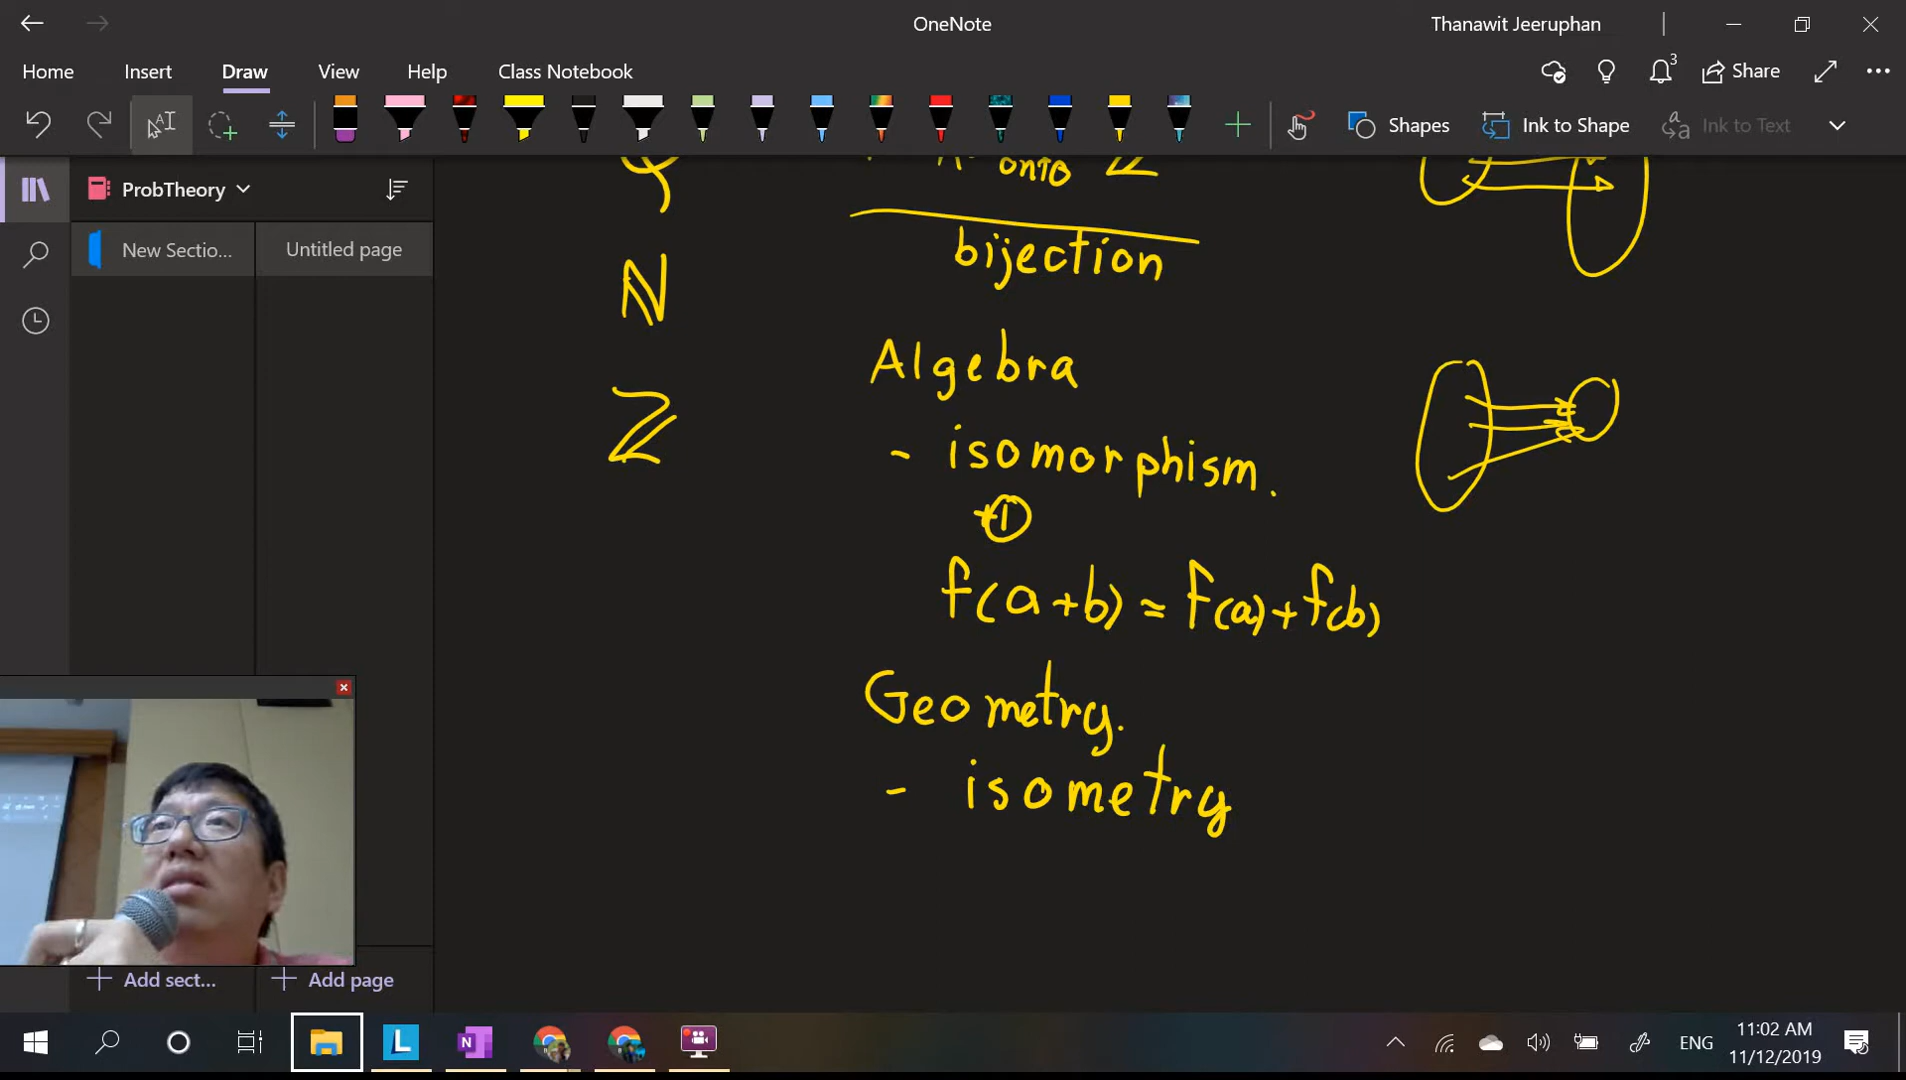 OneNote
Thanawit Jeeruphan
Home Insert Draw View Help Class Notebook
3
Share
Shapes
Ink to Shape
Ink to Text
ProbTheory
New Sectio...
Untitled page
onto ℤ
bijection
ℕ
ℤ
Algebra
- isomorphism.
+①
f(a+b) = f(a)+f(b)
Geometry.
- isometry
Add sect...
Add page
ENG
11:02 AM
11/12/2019